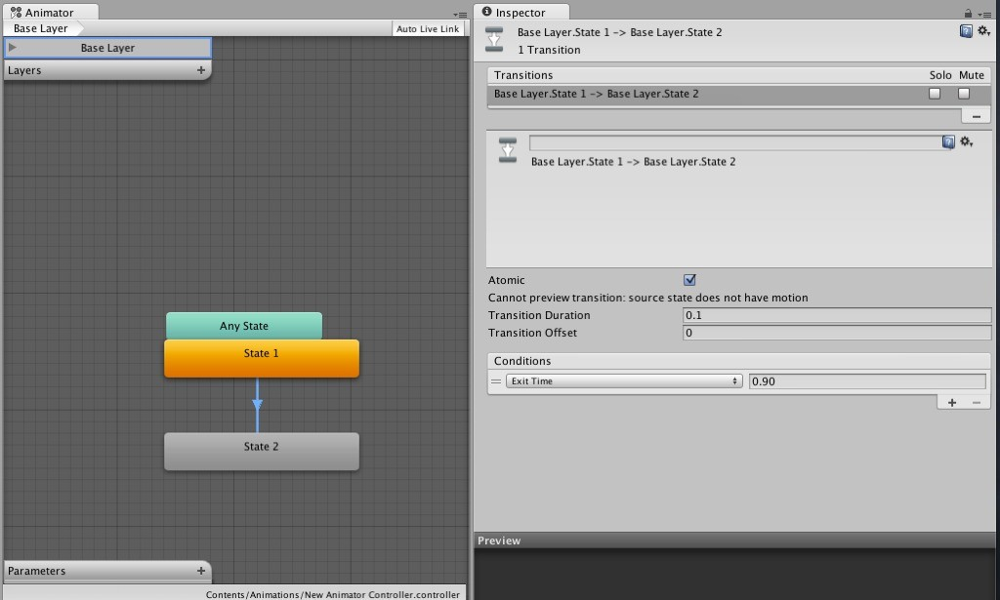 Animator
Base Layer
Auto Live Link
Base Layer
Layers +
Any State
State 1
State 2
Parameters +
Contents/Animations/New Animator Controller.controller
Inspector
Base Layer.State 1 -> Base Layer.State 2
1 Transition
Transitions Solo Mute
Base Layer.State 1 -> Base Layer.State 2
Base Layer.State 1 -> Base Layer.State 2
Atomic
Cannot preview transition: source state does not have motion
Transition Duration 0.1
Transition Offset 0
Conditions
Exit Time 0.90
+ −
Preview